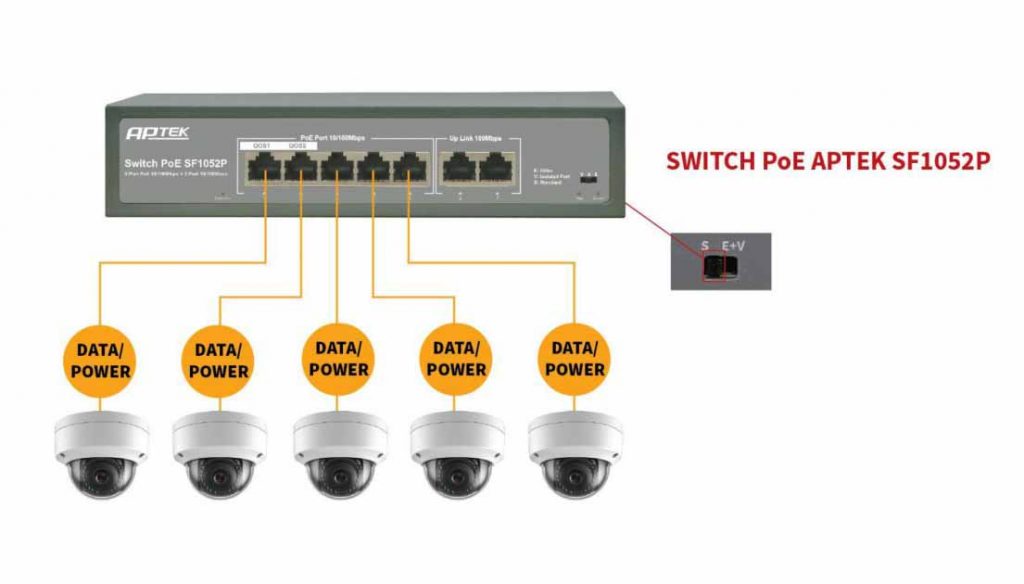 APTEK
PoE Port 10/100Mbps
Up Link 100Mbps
QOS1 QOS2
Switch PoE SF1052P
SWITCH PoE APTEK SF1052P
S E+V
DATA/
POWER
DATA/
POWER
DATA/
POWER
DATA/
POWER
DATA/
POWER